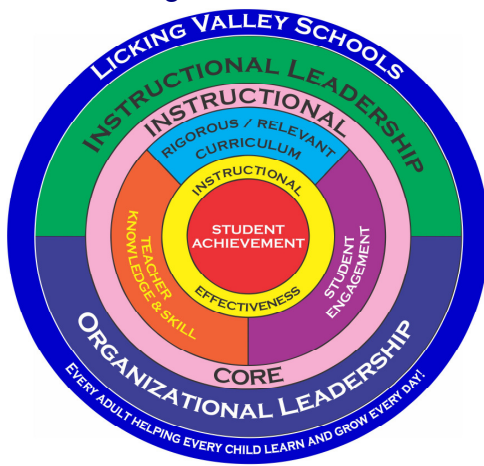 LICKING VALLEY SCHOOLS
INSTRUCTIONAL LEADERSHIP
INSTRUCTIONAL
RIGOROUS / RELEVANT
CURRICULUM
INSTRUCTIONAL
STUDENT
ACHIEVEMENT
EFFECTIVENESS
TEACHER
KNOWLEDGE & SKILL
STUDENT
ENGAGEMENT
CORE
ORGANIZATIONAL LEADERSHIP
EVERY ADULT HELPING EVERY CHILD LEARN AND GROW EVERY DAY!